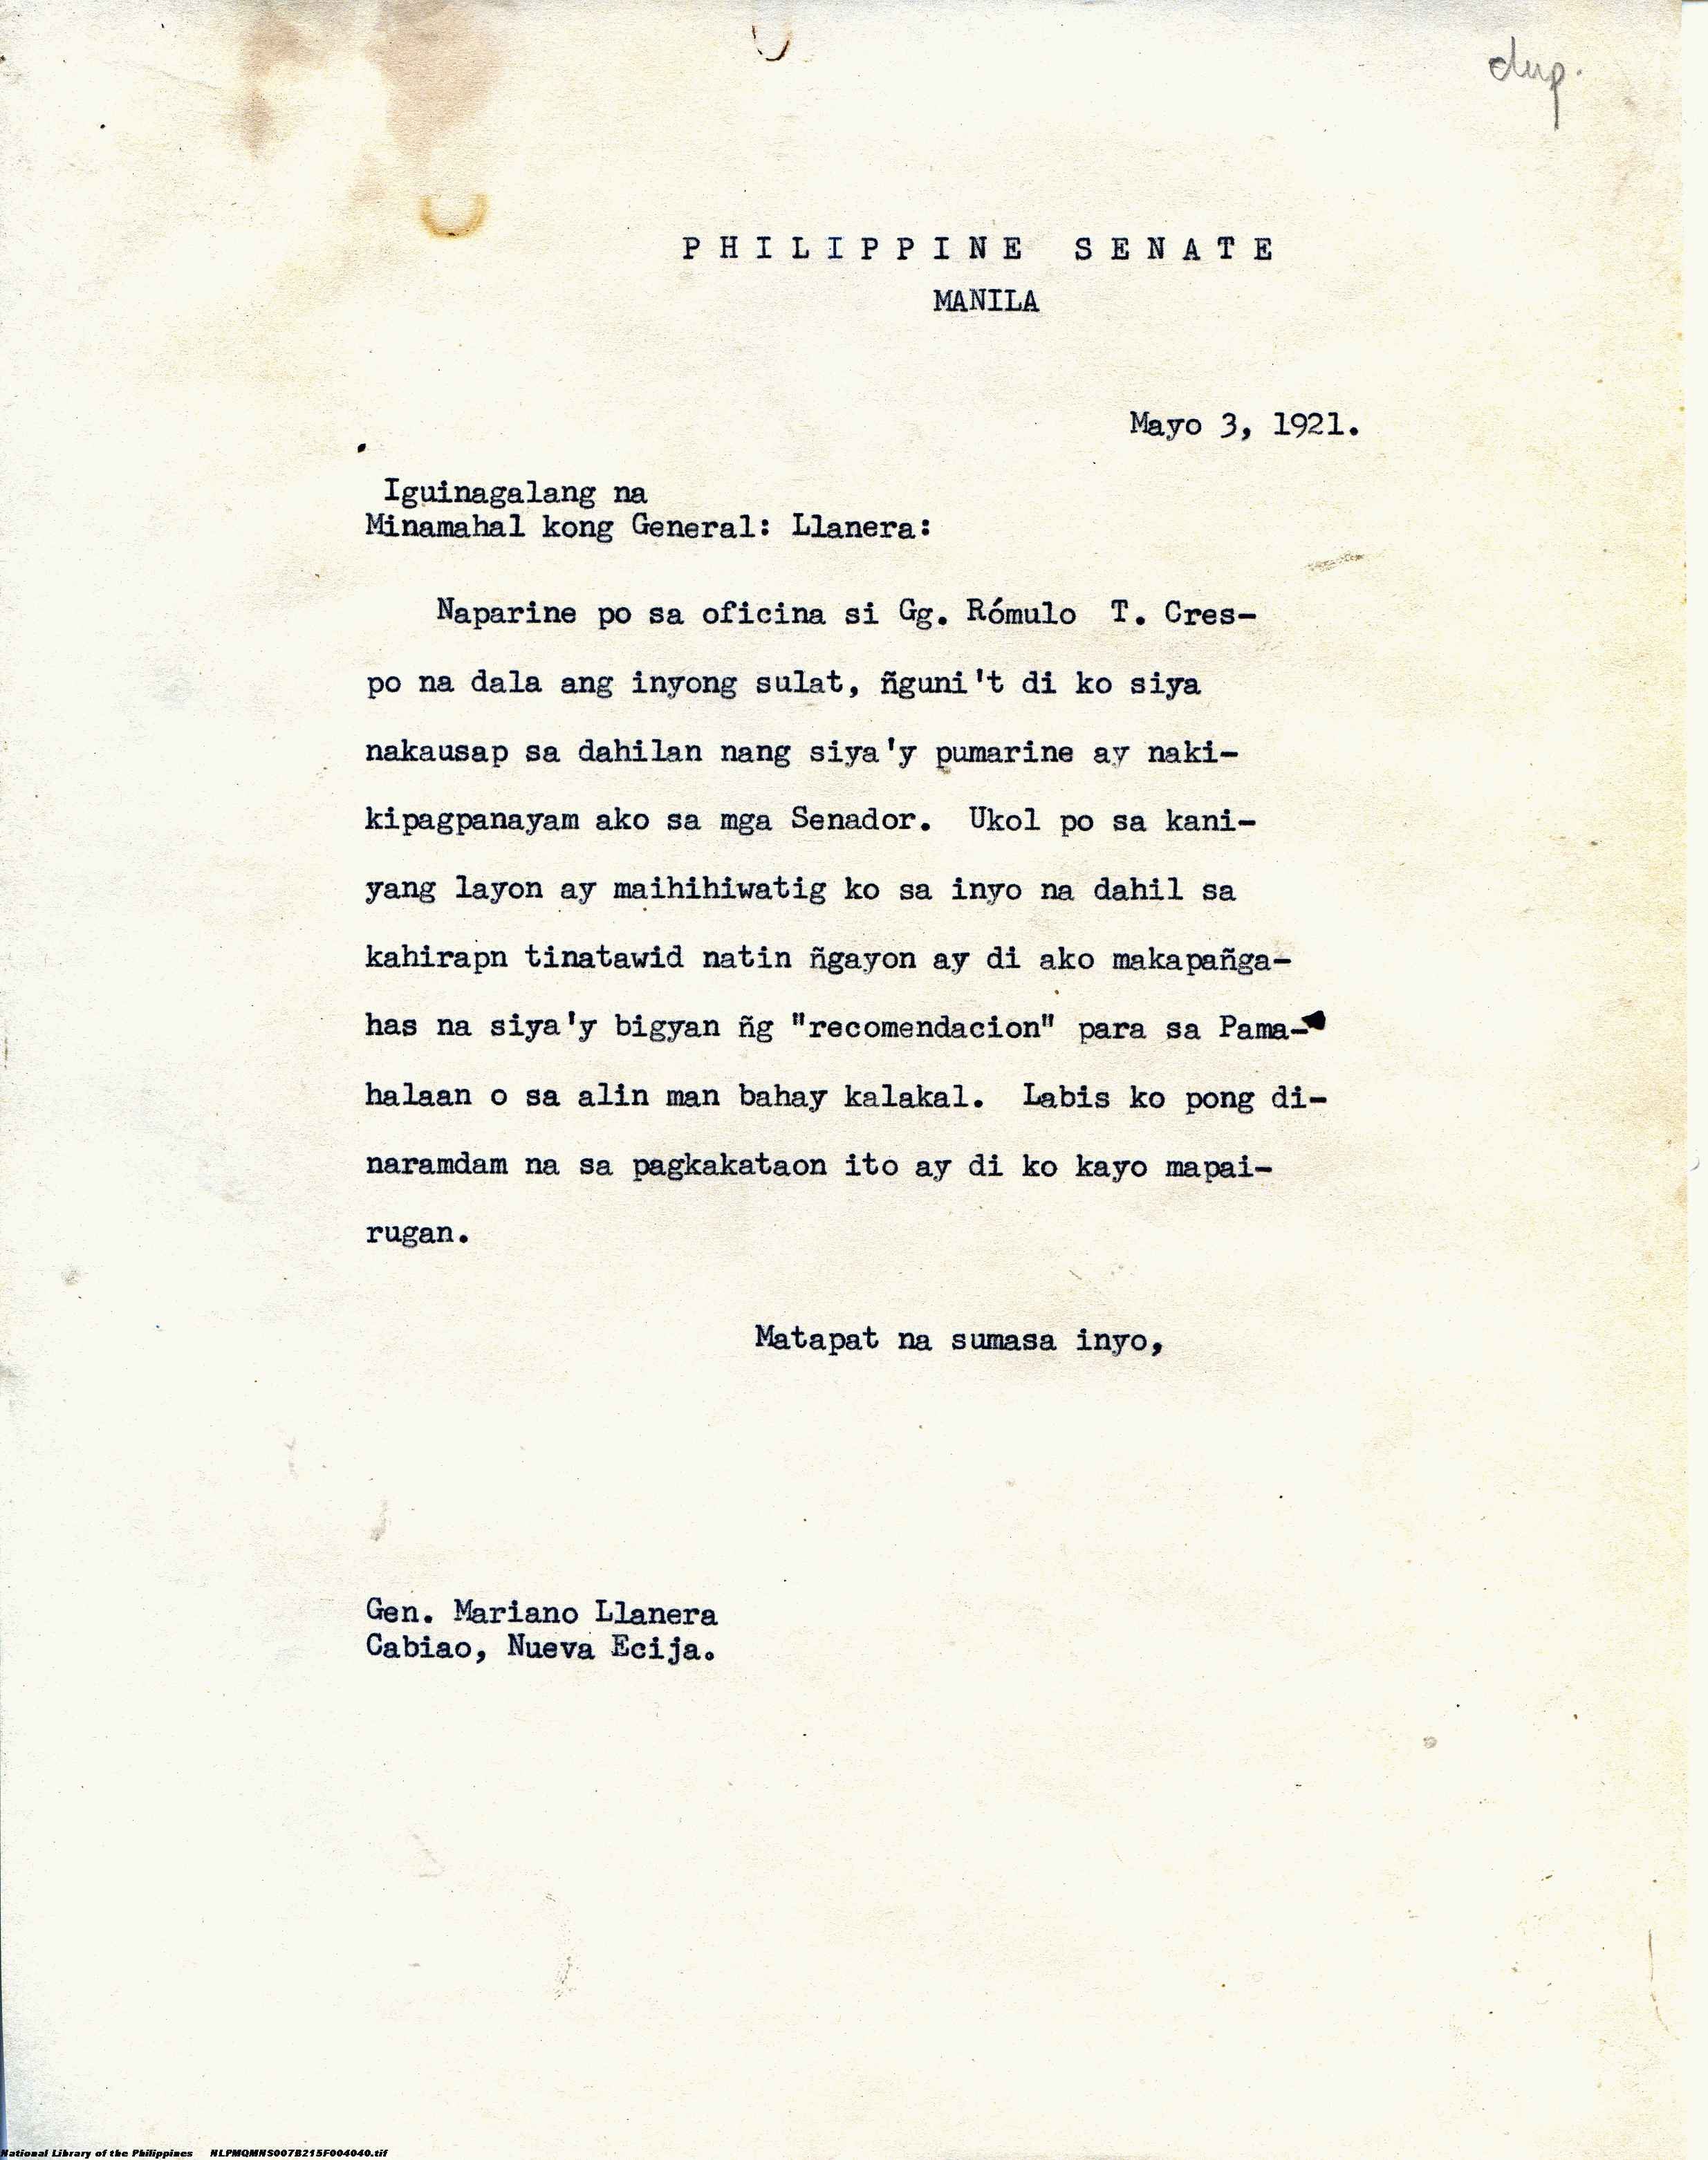 dup.
PHILIPPINE SENATE
MANILA
Mayo 3, 1921.
Iguinagalang na
Minamahal kong General: Llanera:
Naparine po sa oficina si Gg. Rómulo T. Cres-
po na dala ang inyong sulat, ñguni't di ko siya
nakausap sa dahilan nang siya'y pumarine ay naki-
kipagpanayam ako sa mga Senador. Ukol po sa kani-
yang layon ay maihihiwatig ko sa inyo na dahil sa
kahirapn tinatawid natin ñgayon ay di ako makapañga-
has na siya'y bigyan ñg "recomendacion" para sa Pama-
halaan o sa alin man bahay kalakal. Labis ko pong di-
naramdam na sa pagkakataon ito ay di ko kayo mapai-
rugan.
Matapat na sumasa inyo,
Gen. Mariano Llanera
Cabiao, Nueva Ecija.
National Library of the Philippines NLPMQMNS007B215F004040.tif